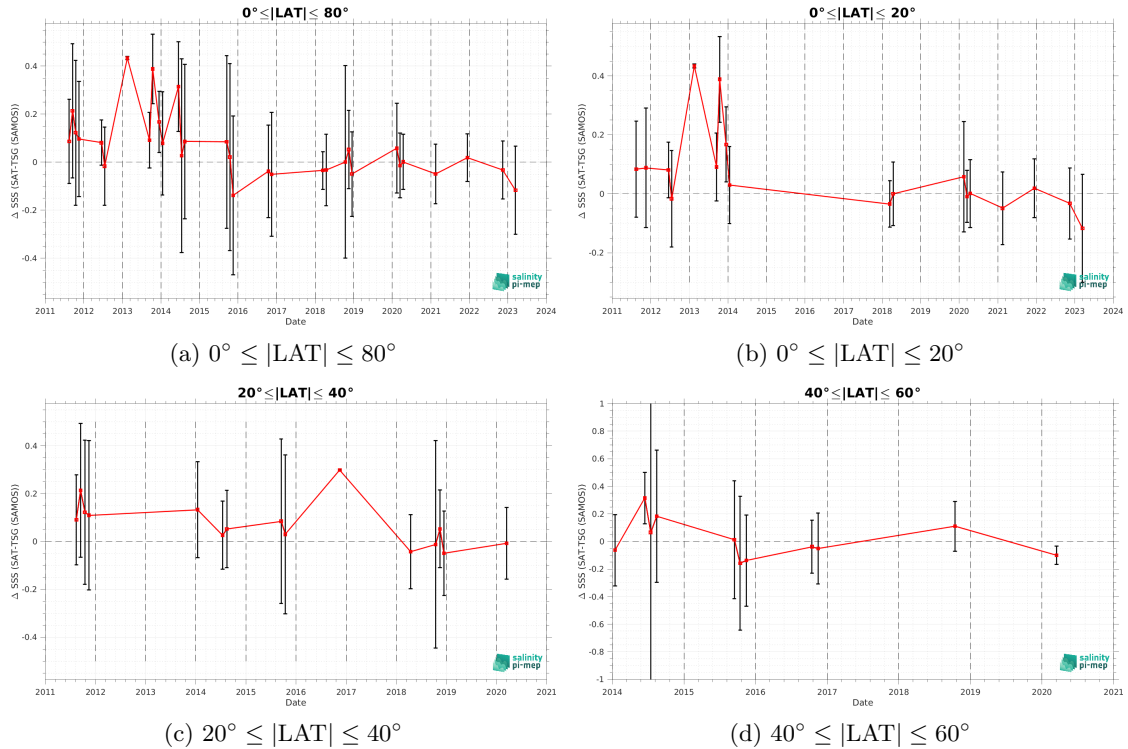 0°≤|LAT|≤ 80°
Δ SSS (SAT-TSG (SAMOS))
0.4
0.2
0
-0.2
-0.4
2011 2012 2013 2014 2015 2016 2017 2018 2019 2020 2021 2022 2023 2024
Date
salinity
pi-mep
(a) 0° ≤ |LAT| ≤ 80°
0°≤|LAT|≤ 20°
Δ SSS (SAT-TSG (SAMOS))
0.4
0.2
0
-0.2
2011 2012 2013 2014 2015 2016 2017 2018 2019 2020 2021 2022 2023 2024
Date
salinity
pi-mep
(b) 0° ≤ |LAT| ≤ 20°
20°≤|LAT|≤ 40°
Δ SSS (SAT-TSG (SAMOS))
0.4
0.2
0
-0.2
-0.4
2011 2012 2013 2014 2015 2016 2017 2018 2019 2020 2021
Date
salinity
pi-mep
(c) 20° ≤ |LAT| ≤ 40°
40°≤|LAT|≤ 60°
Δ SSS (SAT-TSG (SAMOS))
1
0.8
0.6
0.4
0.2
0
-0.2
-0.4
-0.6
-0.8
-1
2014 2015 2016 2017 2018 2019 2020 2021
Date
salinity
pi-mep
(d) 40° ≤ |LAT| ≤ 60°